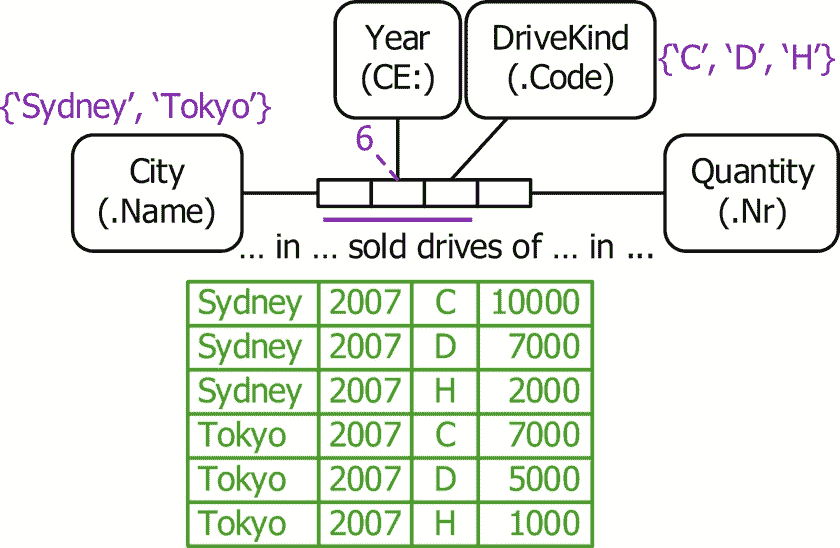 Year
(CE:)
DriveKind
(.Code)
{‘C’, ‘D’, ‘H’}
{‘Sydney’, ‘Tokyo’}
6
City
(.Name)
Quantity
(.Nr)
... in ... sold drives of ... in ...
Sydney 2007 C 10000
Sydney 2007 D 7000
Sydney 2007 H 2000
Tokyo 2007 C 7000
Tokyo 2007 D 5000
Tokyo 2007 H 1000